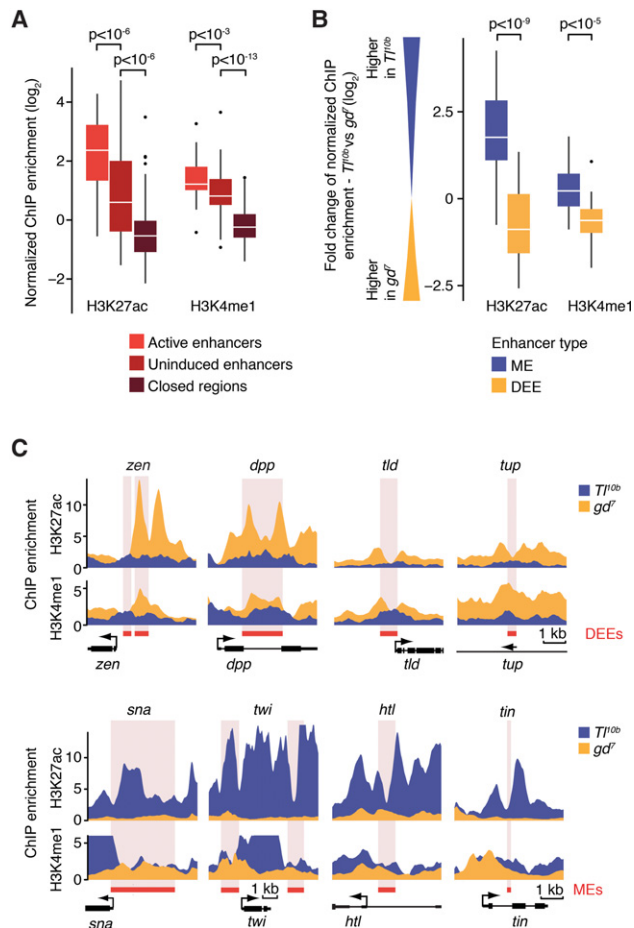 A
p<10-6
p<10-3
p<10-6
p<10-13
Normalized ChIP enrichment (log2)
4
2
0
−2
H3K27ac
H3K4me1
Active enhancers
Uninduced enhancers
Closed regions
B
p<10-9
p<10-5
Fold change of normalized ChIP
enrichment - Tl10b vs gd7 (log2)
Higher
in Tl10b
Higher
in gd7
2.5
0
−2.5
H3K27ac
H3K4me1
Enhancer type
ME
DEE
C
zen
dpp
tld
tup
Tl10b
gd7
ChIP enrichment
H3K27ac
H3K4me1
10
5
0
5
0
DEEs
1 kb
zen
dpp
tld
tup
sna
twi
htl
tin
Tl10b
gd7
ChIP enrichment
H3K27ac
H3K4me1
10
5
0
5
0
MEs
1 kb
1 kb
sna
twi
htl
tin